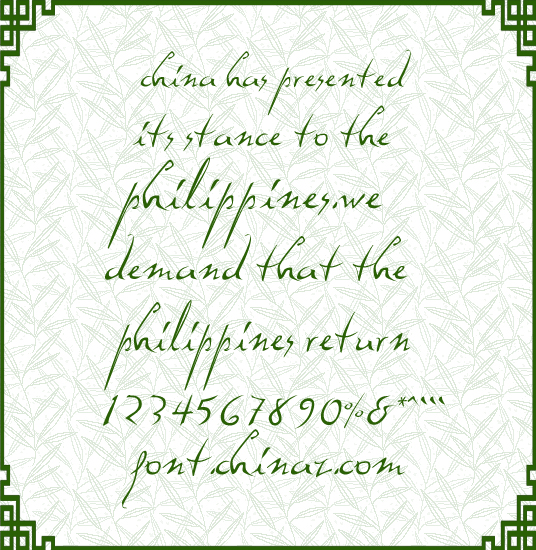 china has presented
its stance to the
philippines.we
demand that the
philippines return
1234567890%&*^````
font.chinaz.com